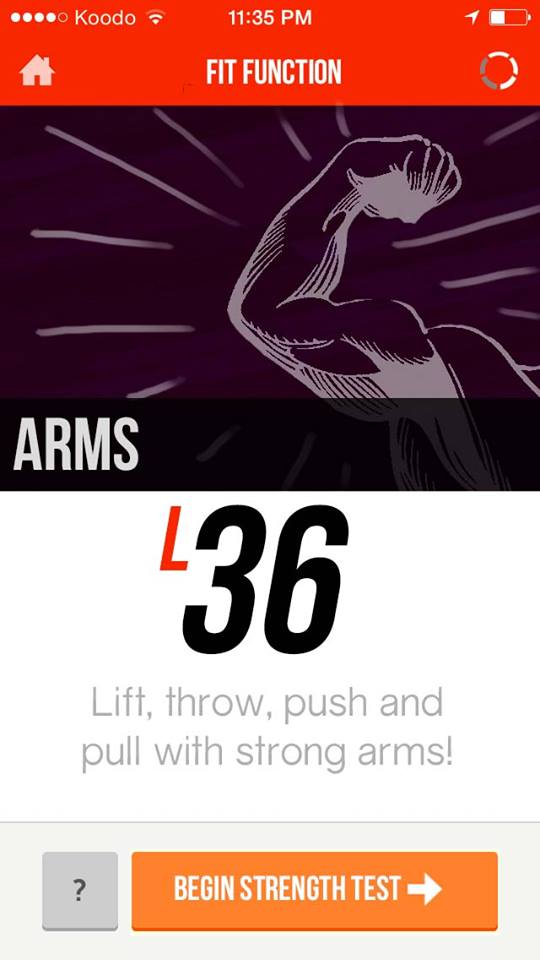 Koodo 11:35 PM
FIT FUNCTION
ARMS
L36
Lift, throw, push and
pull with strong arms!
? BEGIN STRENGTH TEST